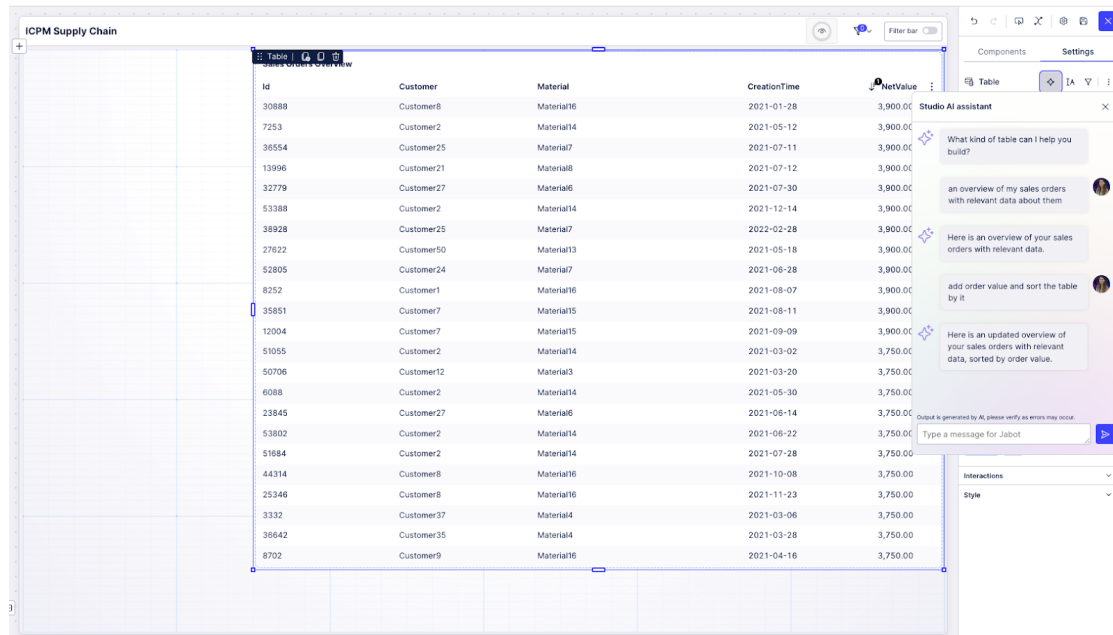 ICPM Supply Chain
0
Filter bar
Components Settings
Table
Table
Sales Orders Overview
Id Customer Material CreationTime 1 NetValue
30888 Customer8 Material16 2021-01-28 3,900.00
7253 Customer2 Material14 2021-05-12 3,900.00
36554 Customer25 Material7 2021-07-11 3,900.00
13996 Customer21 Material8 2021-07-12 3,900.00
32779 Customer27 Material6 2021-07-30 3,900.00
53388 Customer2 Material14 2021-12-14 3,900.00
38928 Customer25 Material7 2022-02-28 3,900.00
27622 Customer50 Material13 2021-05-18 3,900.00
52805 Customer24 Material7 2021-06-28 3,900.00
8252 Customer1 Material16 2021-08-07 3,900.00
35851 Customer7 Material15 2021-08-11 3,900.00
12004 Customer7 Material15 2021-09-09 3,900.00
51055 Customer2 Material14 2021-03-02 3,750.00
50706 Customer12 Material3 2021-03-20 3,750.00
6088 Customer2 Material14 2021-05-30 3,750.00
23845 Customer27 Material6 2021-06-14 3,750.00
53802 Customer2 Material14 2021-06-22 3,750.00
51684 Customer2 Material14 2021-07-28 3,750.00
44314 Customer8 Material16 2021-10-08 3,750.00
25346 Customer8 Material16 2021-11-23 3,750.00
3332 Customer37 Material4 2021-03-06 3,750.00
36642 Customer35 Material4 2021-03-28 3,750.00
8702 Customer9 Material16 2021-04-16 3,750.00
Studio AI assistant
What kind of table can I help you
build?
an overview of my sales orders
with relevant data about them
Here is an overview of your sales
orders with relevant data.
add order value and sort the table
by it
Here is an updated overview of
your sales orders with relevant
data, sorted by order value.
Output is generated by AI, please verify as errors may occur.
Type a message for Jabot
Interactions
Style